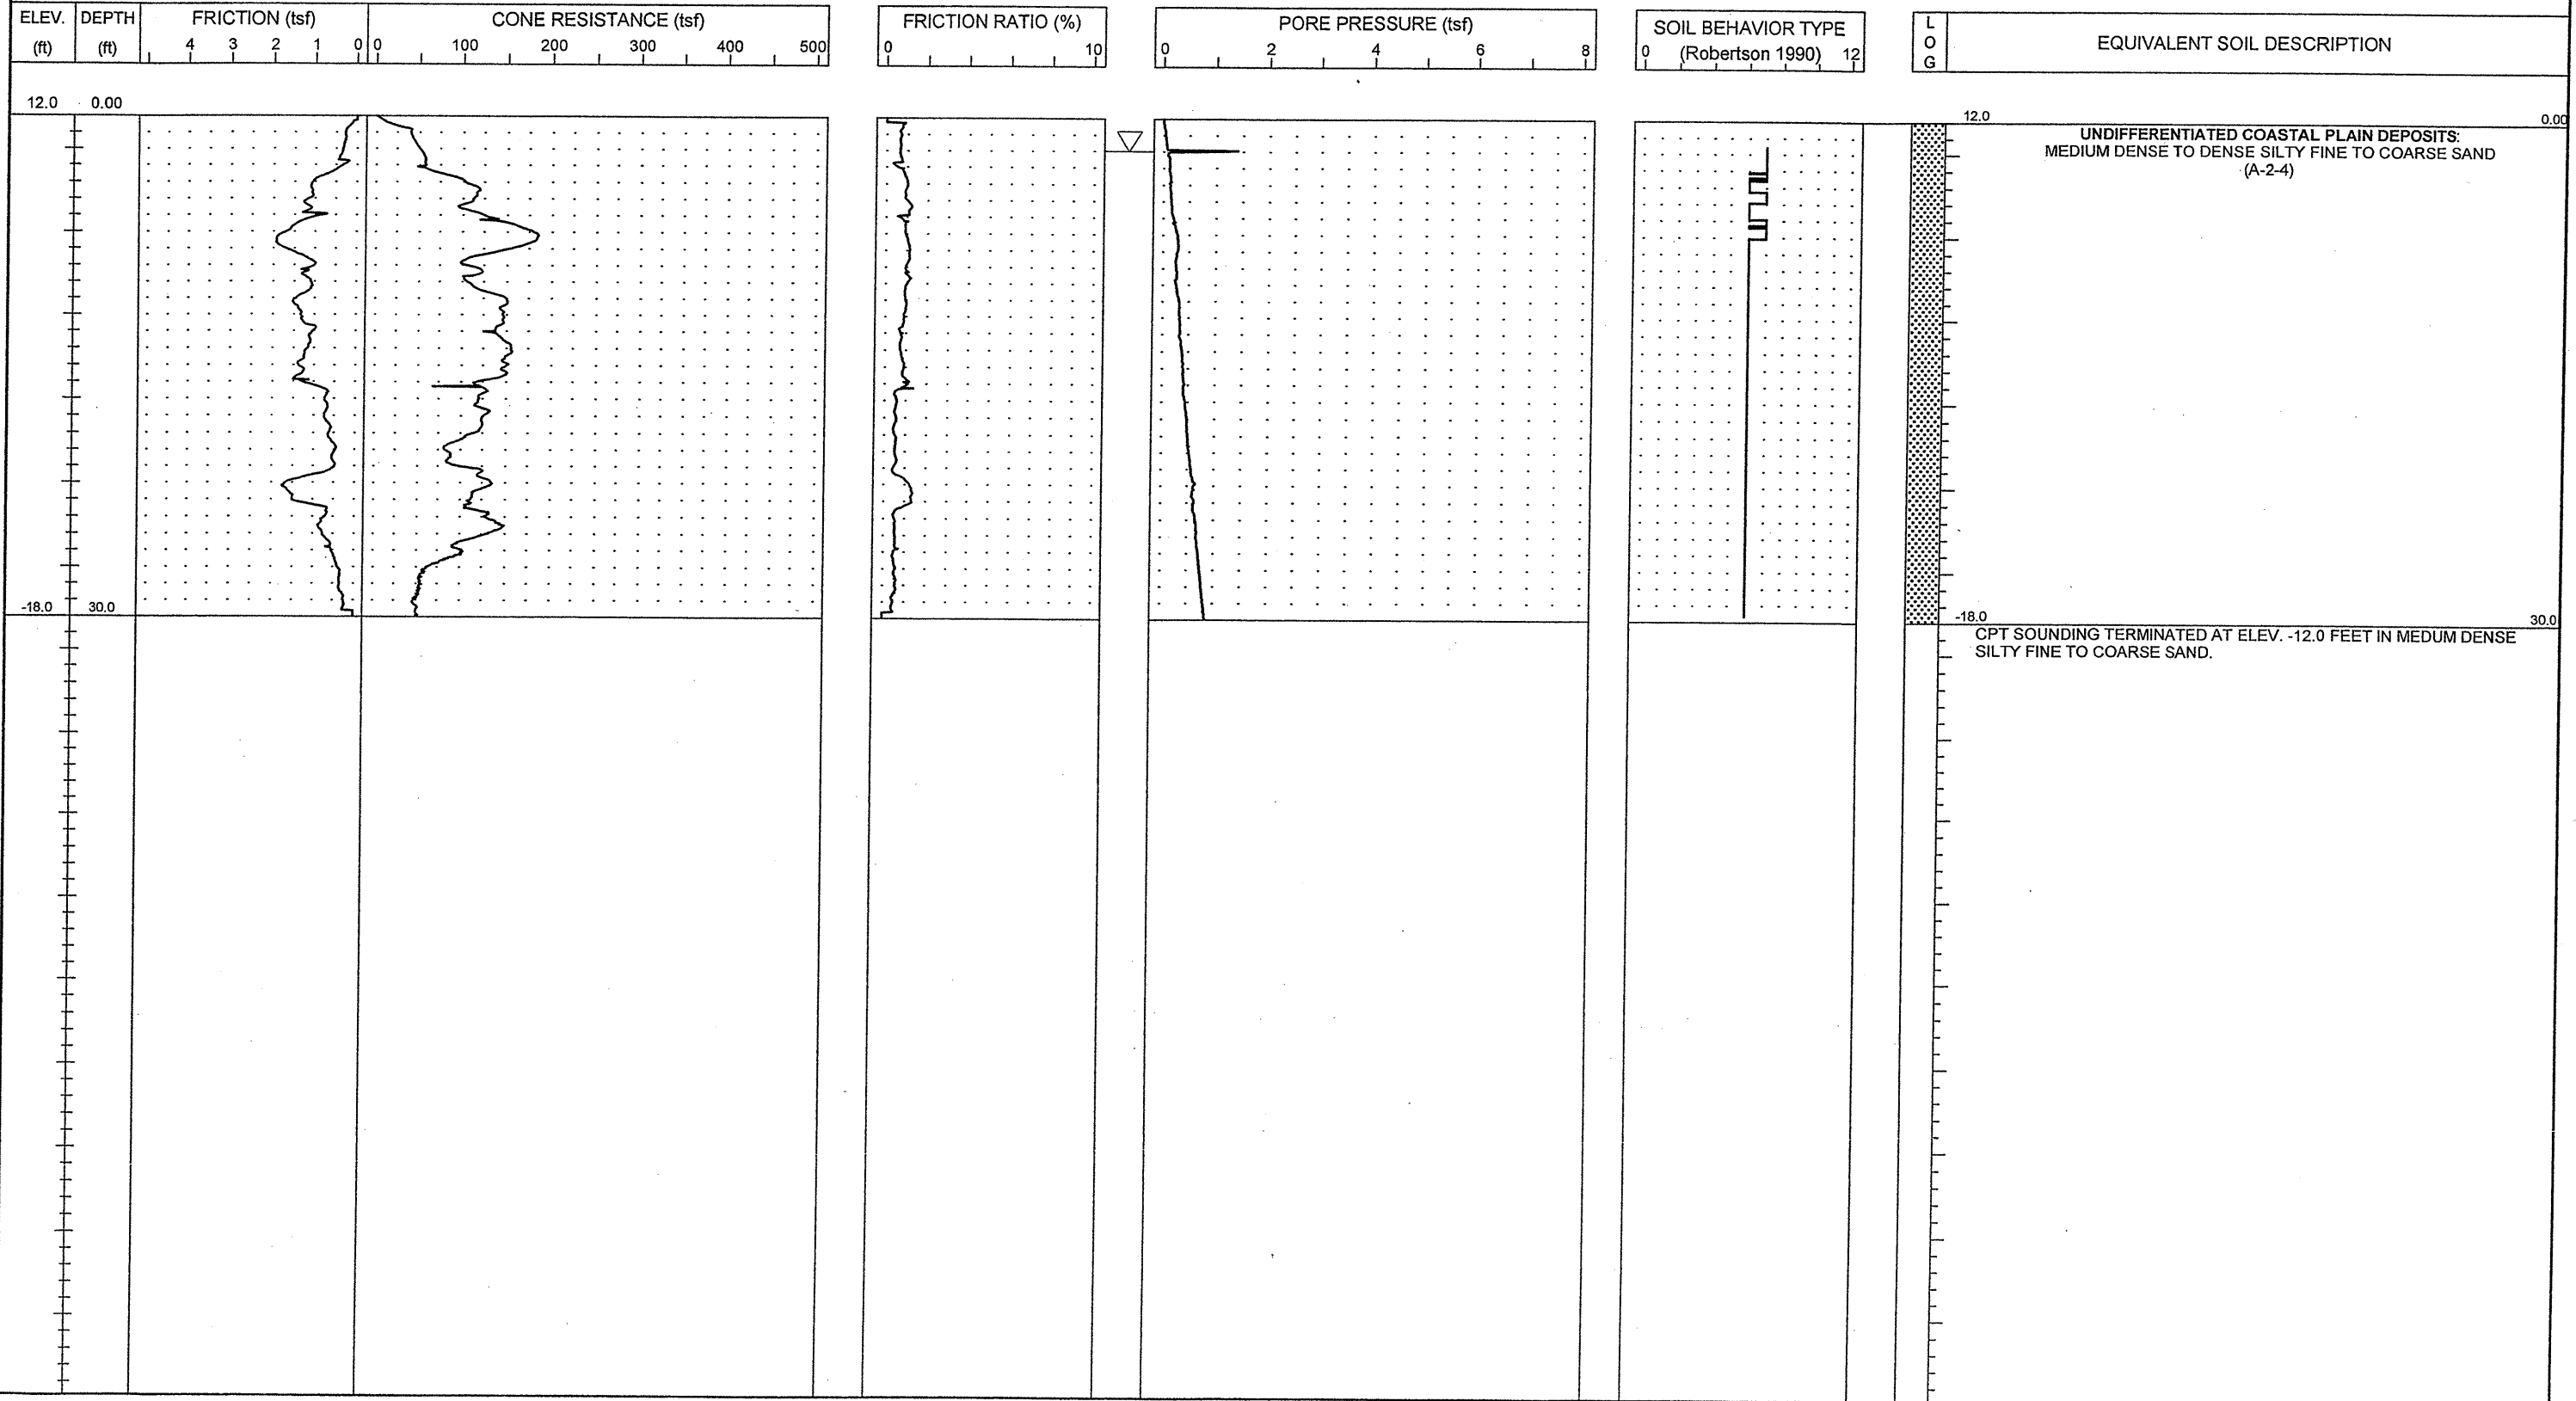 ELEV. DEPTH FRICTION (tsf) CONE RESISTANCE (tsf) FRICTION RATIO (%) PORE PRESSURE (tsf) SOIL BEHAVIOR TYPE L
(ft) (ft) 4 3 2 1 0 0 100 200 300 400 500 0 10 0 2 4 6 8 (Robertson 1990) O EQUIVALENT SOIL DESCRIPTION
0 12 G
12.0 0.00 12.0 0.00
UNDIFFERENTIATED COASTAL PLAIN DEPOSITS:
MEDIUM DENSE TO DENSE SILTY FINE TO COARSE SAND
(A-2-4)
-18.0 30.0 -18.0 30.0
CPT SOUNDING TERMINATED AT ELEV. -12.0 FEET IN MEDUM DENSE
SILTY FINE TO COARSE SAND.